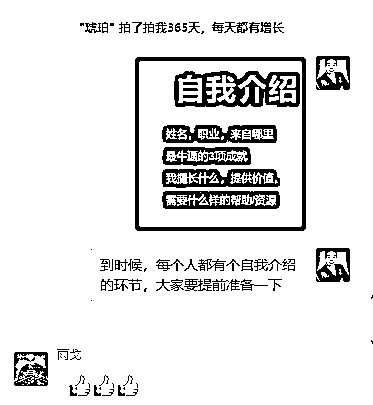 "琥珀" 拍了拍我365天，每天都有增长
自我介绍
姓名，职业，来自哪里
最牛逼的3项成就
我擅长什么，提供价值，
需要什么样的帮助/资源
到时候，每个人都有个自我介绍
的环节，大家要提前准备一下
雨戈